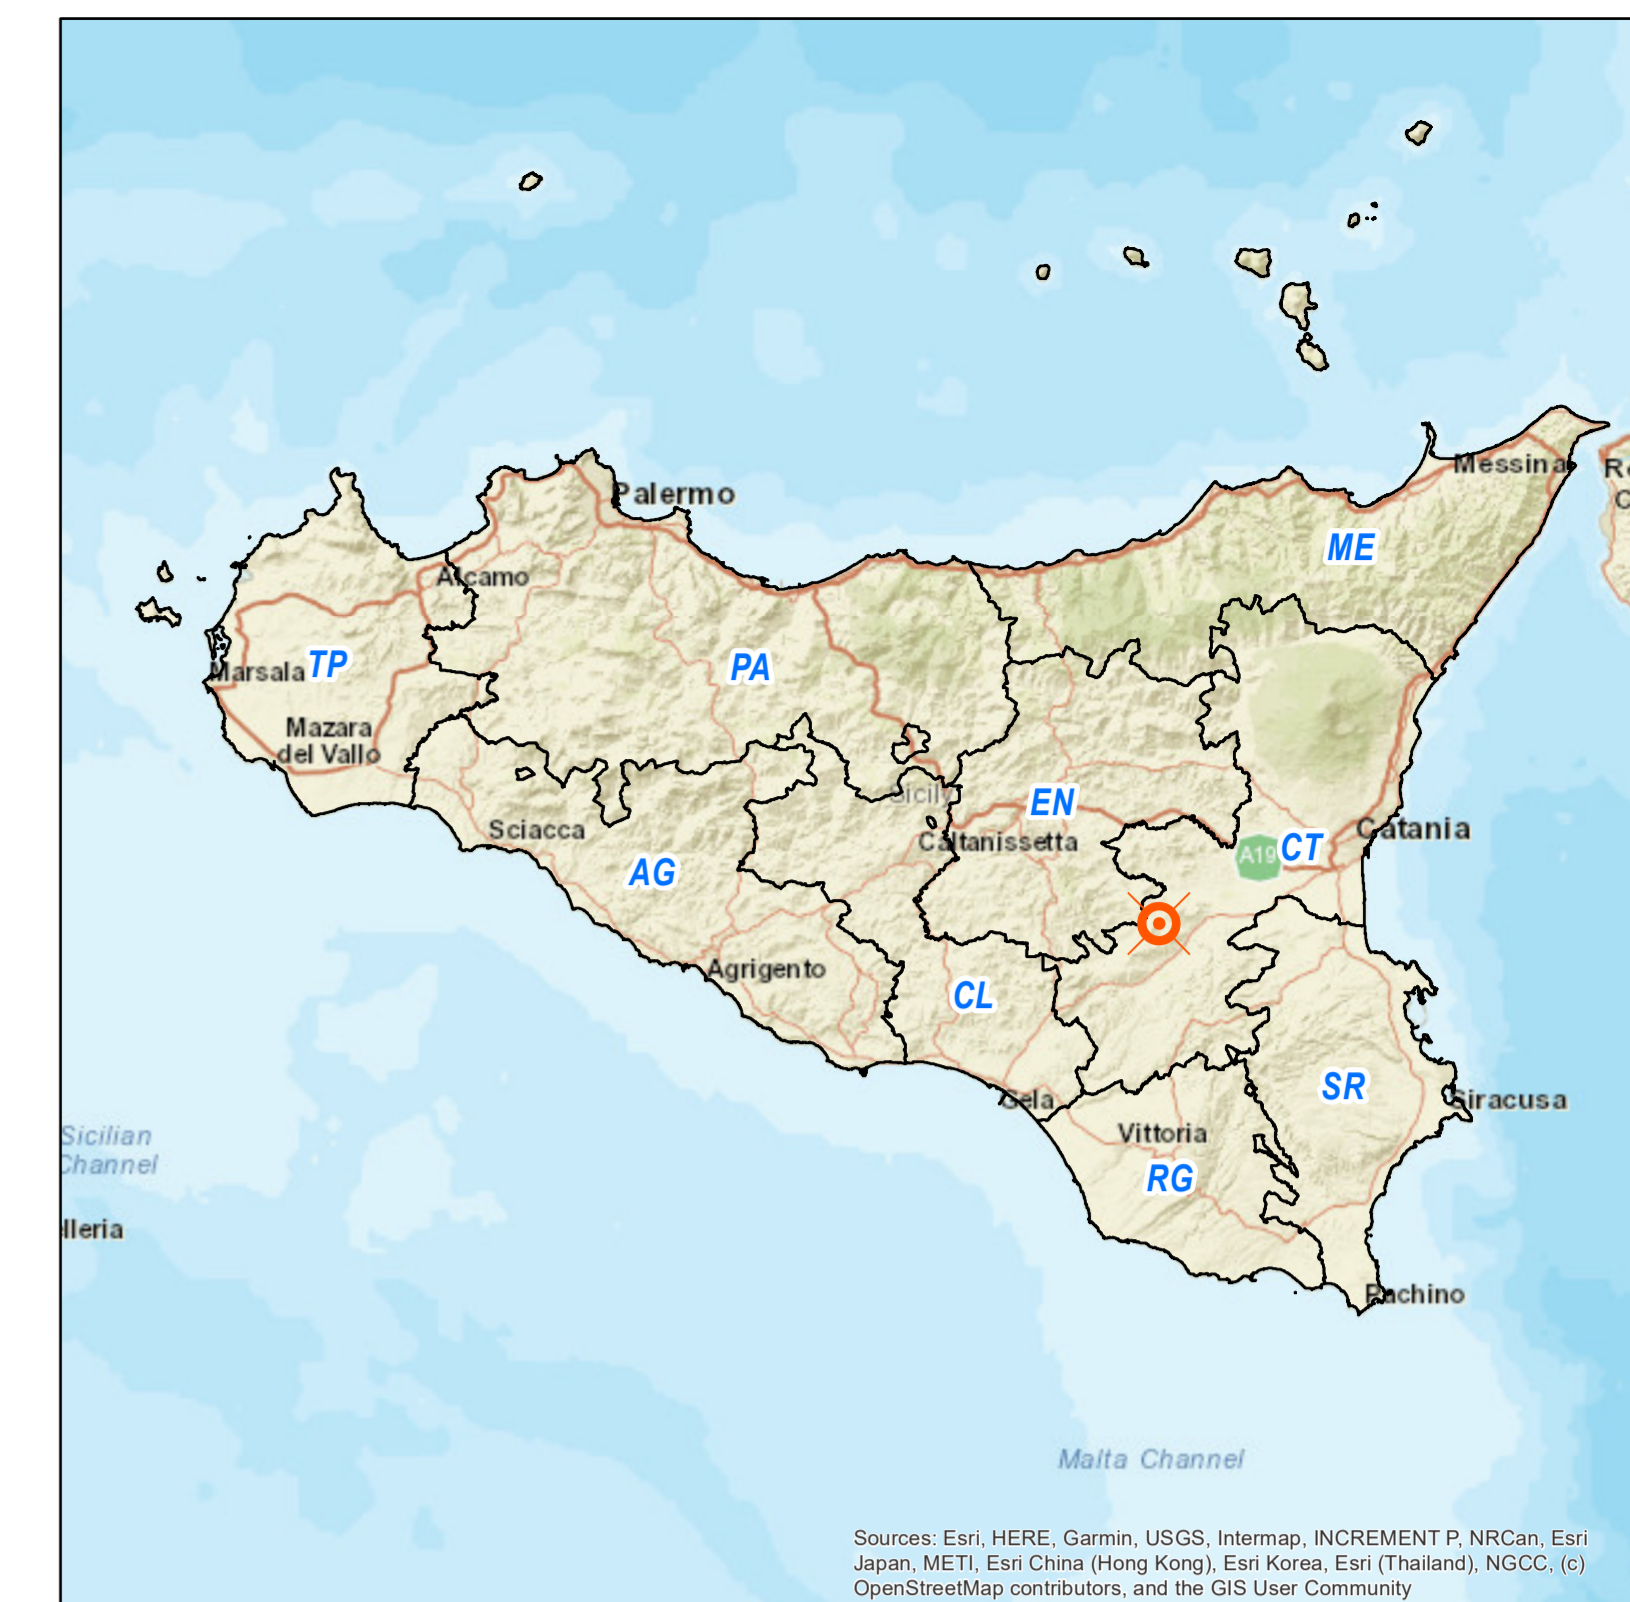 Palermo
Messina
ME
Alcamo
Marsala
TP
PA
Mazara
del Vallo
Sicily
EN
Sciacca
Caltanissetta
A19
CT
Catania
AG
Agrigento
CL
Gela
SR
Siracusa
Sicilian
Channel
Vittoria
RG
lleria
Pachino
Malta Channel
Sources: Esri, HERE, Garmin, USGS, Intermap, INCREMENT P, NRCan, Esri
Japan, METI, Esri China (Hong Kong), Esri Korea, Esri (Thailand), NGCC, (c)
OpenStreetMap contributors, and the GIS User Community